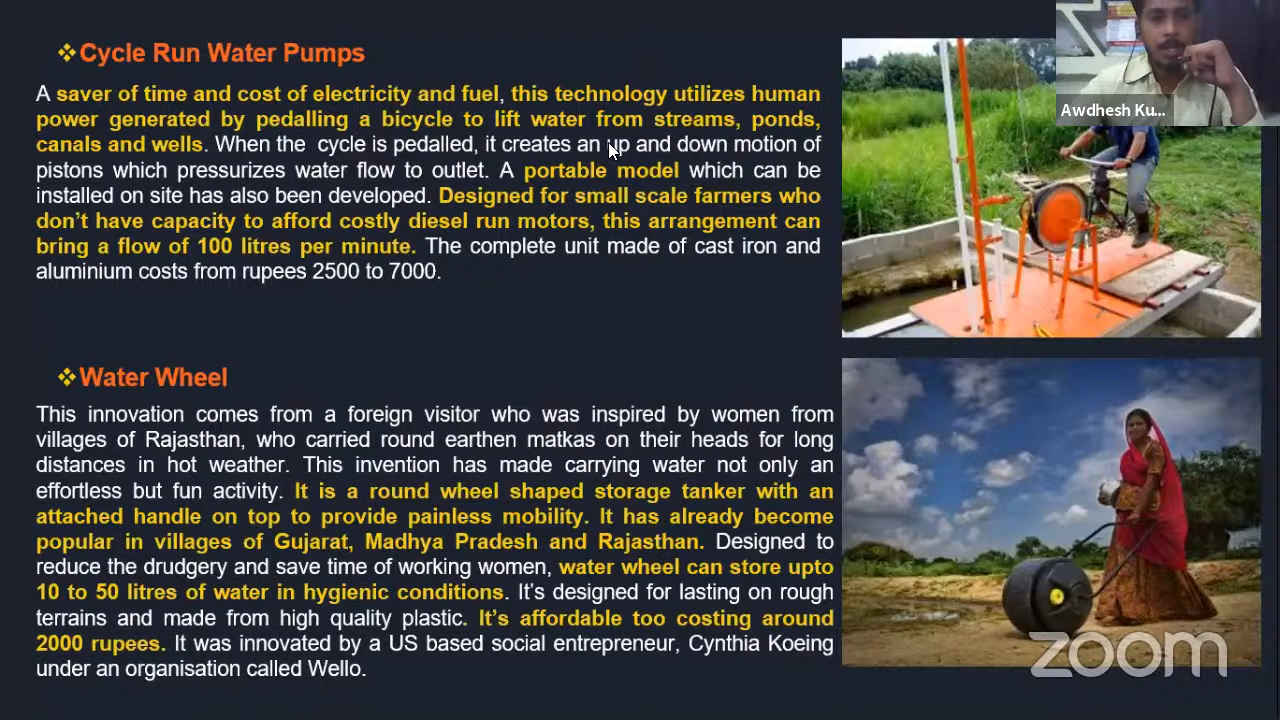 ❖Cycle Run Water Pumps
A saver of time and cost of electricity and fuel, this technology utilizes human
power generated by pedalling a bicycle to lift water from streams, ponds,
canals and wells. When the cycle is pedalled, it creates an up and down motion of
pistons which pressurizes water flow to outlet. A portable model which can be
installed on site has also been developed. Designed for small scale farmers who
don't have capacity to afford costly diesel run motors, this arrangement can
bring a flow of 100 litres per minute. The complete unit made of cast iron and
aluminium costs from rupees 2500 to 7000.
Awdhesh Ku...
❖Water Wheel
This innovation comes from a foreign visitor who was inspired by women from
villages of Rajasthan, who carried round earthen matkas on their heads for long
distances in hot weather. This invention has made carrying water not only an
effortless but fun activity. It is a round wheel shaped storage tanker with an
attached handle on top to provide painless mobility. It has already become
popular in villages of Gujarat, Madhya Pradesh and Rajasthan. Designed to
reduce the drudgery and save time of working women, water wheel can store upto
10 to 50 litres of water in hygienic conditions. It's designed for lasting on rough
terrains and made from high quality plastic. It's affordable too costing around
2000 rupees. It was innovated by a US based social entrepreneur, Cynthia Koeing
under an organisation called Wello.
zoom